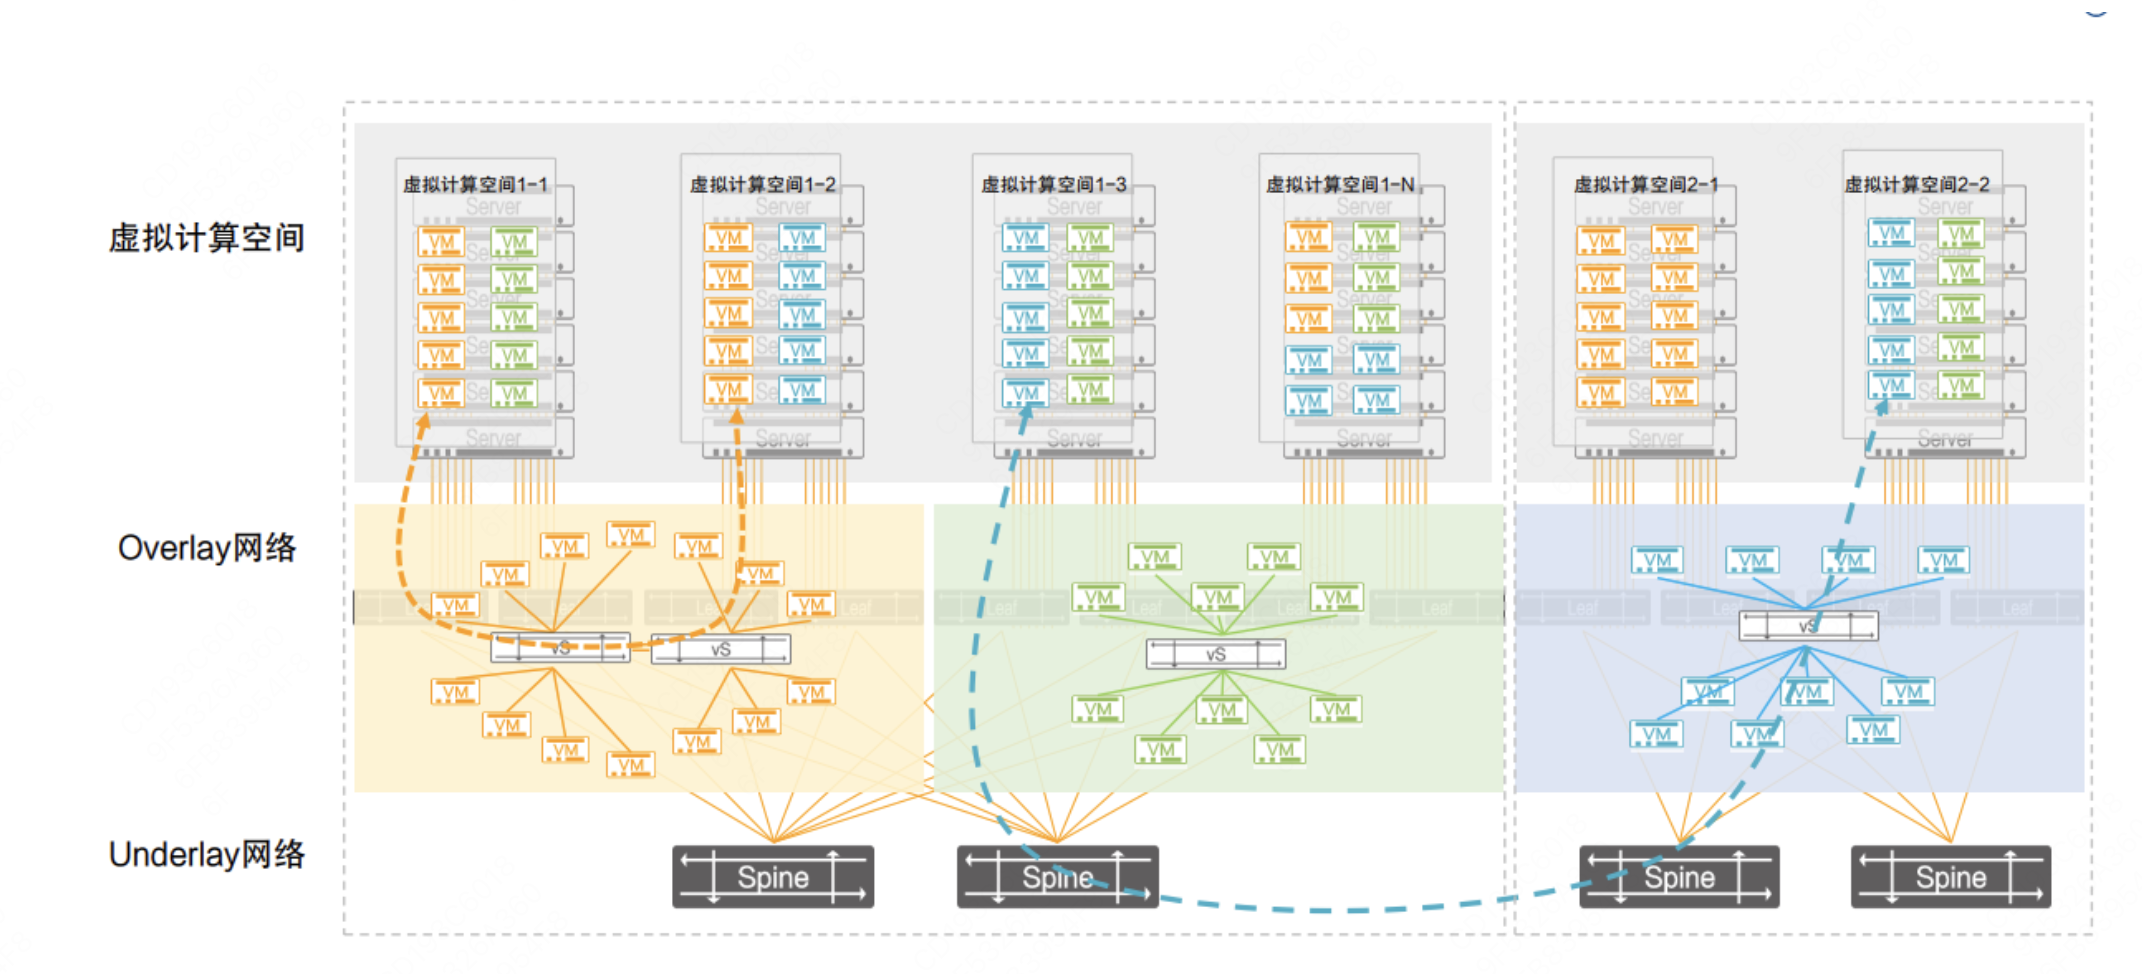 虚拟计算空间1-1
虚拟计算空间1-2
虚拟计算空间1-3
虚拟计算空间1-N
虚拟计算空间2-1
虚拟计算空间2-2
Server Server Server Server Server Server
虚拟计算空间
VM VM VM VM VM VM VM VM VM VM VM VM
VM VM VM VM VM VM VM VM VM VM VM VM
VM VM VM VM VM VM VM VM VM VM VM VM
VM VM VM VM VM VM VM VM VM VM VM VM
VM VM VM VM VM VM VM VM VM VM VM VM
Server Server Server Server Server Server
Overlay网络
VM VM VM VM VM VM VM VM VM VM
VM VM VM VM VM VM VM
Leaf Leaf Leaf Leaf Leaf Leaf Leaf Leaf
VM
vS vS vS vS
VM VM VM VM VM VM VM VM
VM VM VM VM VM VM
VM VM VM VM VM
Underlay网络
Spine Spine Spine Spine